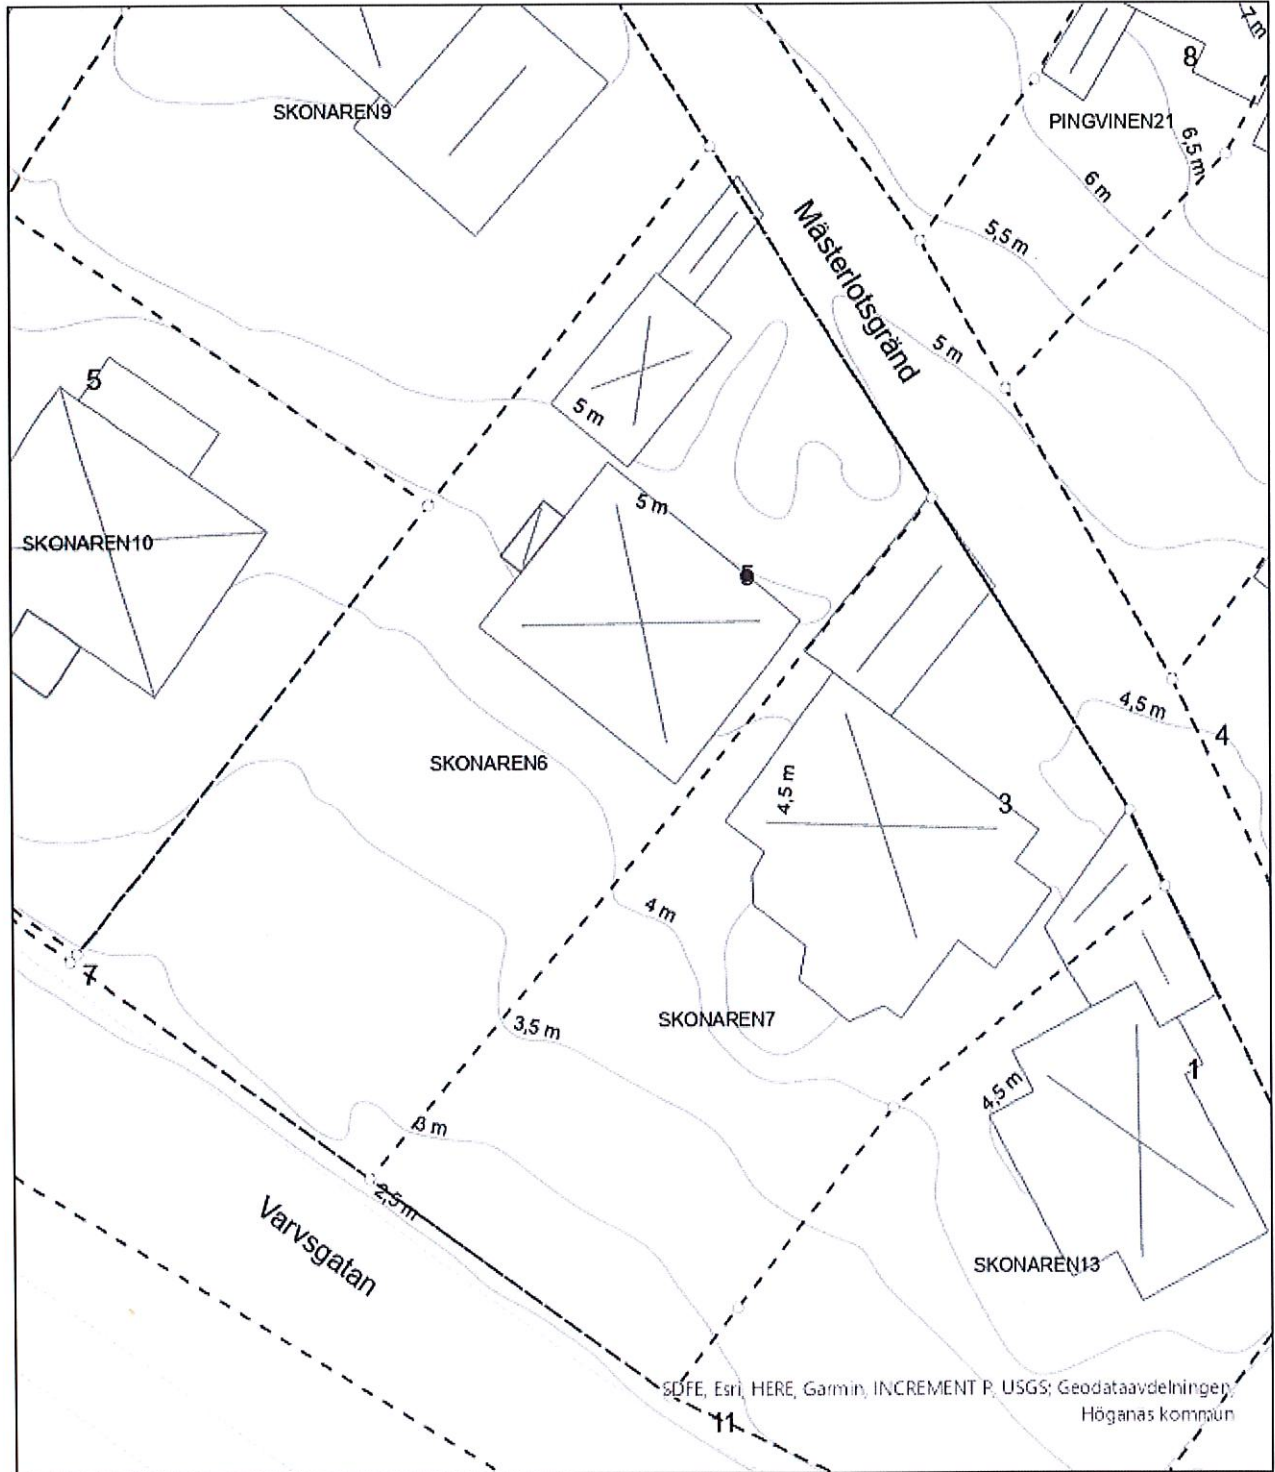 7 m
8
SKONAREN9
PINGVINEN21
6,5 m
6 m
5,5 m
Mästerlotsgränd
5 m
5
5 m
5 m
SKONAREN10
5
4,5 m
4
SKONAREN6
4,5 m
3
4 m
7
SKONAREN7
3,5 m
1
4,5 m
3 m
2,5 m
Varvsgatan
SKONAREN13
SDFE, Esri, HERE, Garmin, INCREMENT P, USGS; Geodataavdelningen,
11
Höganäs kommun